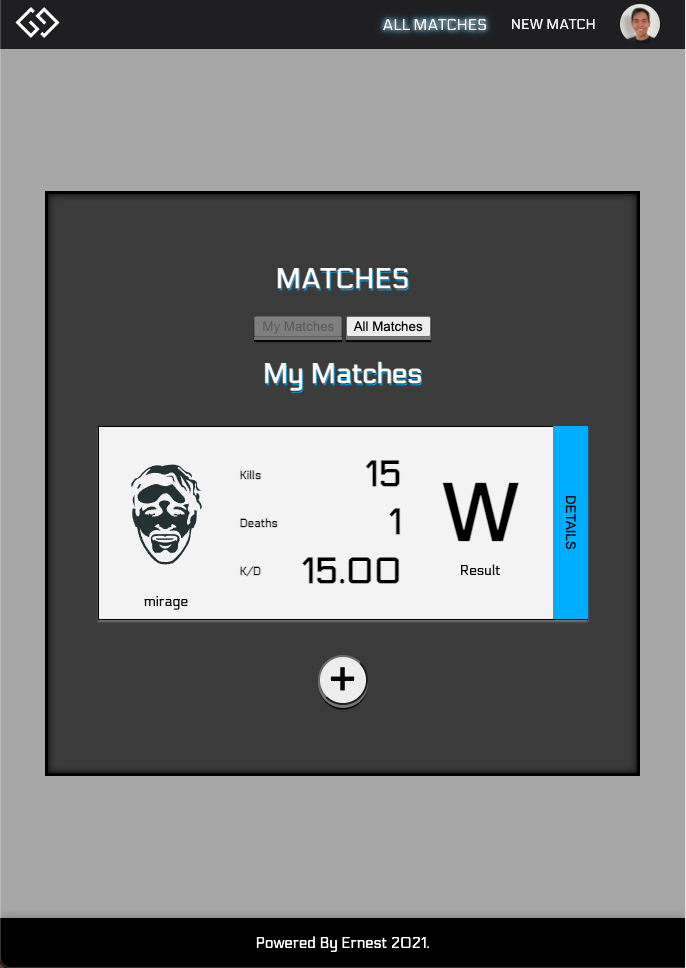 ALL MATCHES NEW MATCH
MATCHES
My Matches All Matches
My Matches
Kills 15
Deaths 1
K/D 15.00
W
Result
mirage
DETAILS
+
Powered By Ernest 2021.